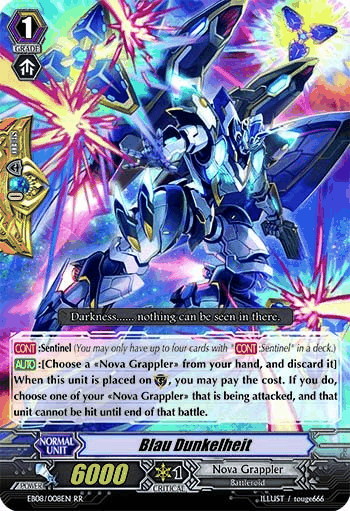 1
GRADE
SHIELD
0
Darkness...... nothing can be seen in there.
CONT :Sentinel (You may only have up to four cards with "CONT :Sentinel" in a deck.)
AUTO :[Choose a «Nova Grappler» from your hand, and discard it]
When this unit is placed on , you may pay the cost. If you do,
choose one of your «Nova Grappler» that is being attacked, and that
unit cannot be hit until end of that battle.
NORMAL
UNIT
Blau Dunkelheit
POWER
6000
1
CRITICAL
Nova Grappler
Battleroid
EB08/008EN RR
ILLUST / touge666